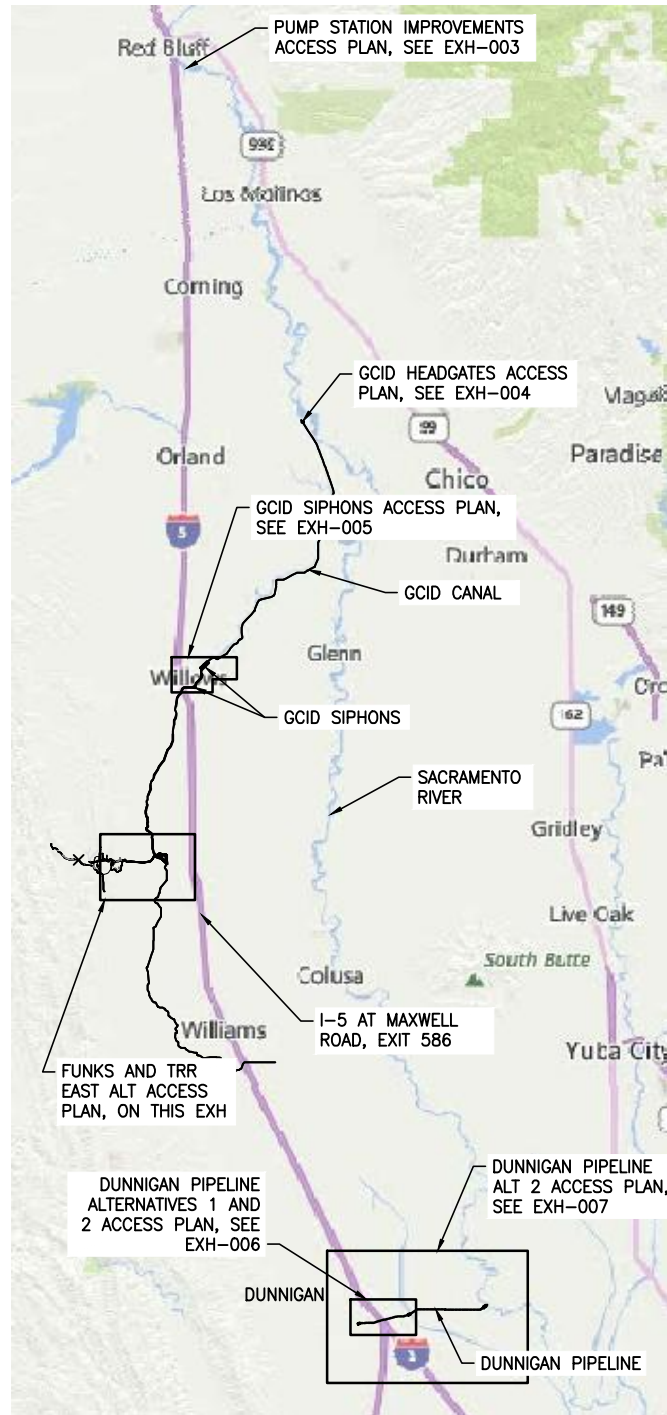 PUMP STATION IMPROVEMENTS
ACCESS PLAN, SEE EXH-003
Red Bluff
Los Molinos
Corning
GCID HEADGATES ACCESS
PLAN, SEE EXH-004
99
Paradise
Orland
Chico
GCID SIPHONS ACCESS PLAN,
SEE EXH-005
5
Durham
GCID CANAL
149
Glenn
Willows
GCID SIPHONS
162
SACRAMENTO
RIVER
Gridley
Live Oak
South Butte
Colusa
I-5 AT MAXWELL
ROAD, EXIT 586
Williams
Yuba City
FUNKS AND TRR
EAST ALT ACCESS
PLAN, ON THIS EXH
DUNNIGAN PIPELINE
ALT 2 ACCESS PLAN,
SEE EXH-007
DUNNIGAN PIPELINE
ALTERNATIVES 1 AND
2 ACCESS PLAN, SEE
EXH-006
DUNNIGAN
DUNNIGAN PIPELINE